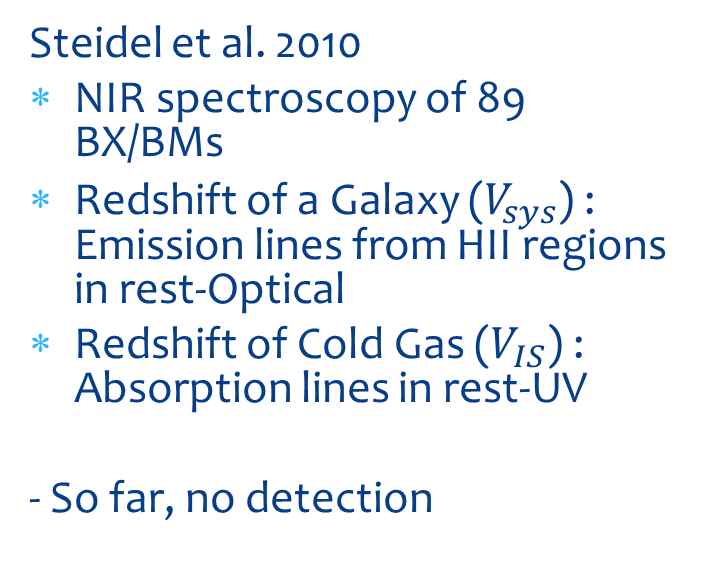 Steidel et al. 2010
* NIR spectroscopy of 89
BX/BMs
* Redshift of a Galaxy (V_{sys}) :
Emission lines from HII regions
in rest-Optical
* Redshift of Cold Gas (V_{IS}) :
Absorption lines in rest-UV
- So far, no detection